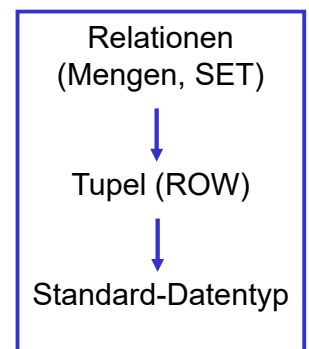 Relationen
(Mengen, SET)
Tupel (ROW)
Standard-Datentyp